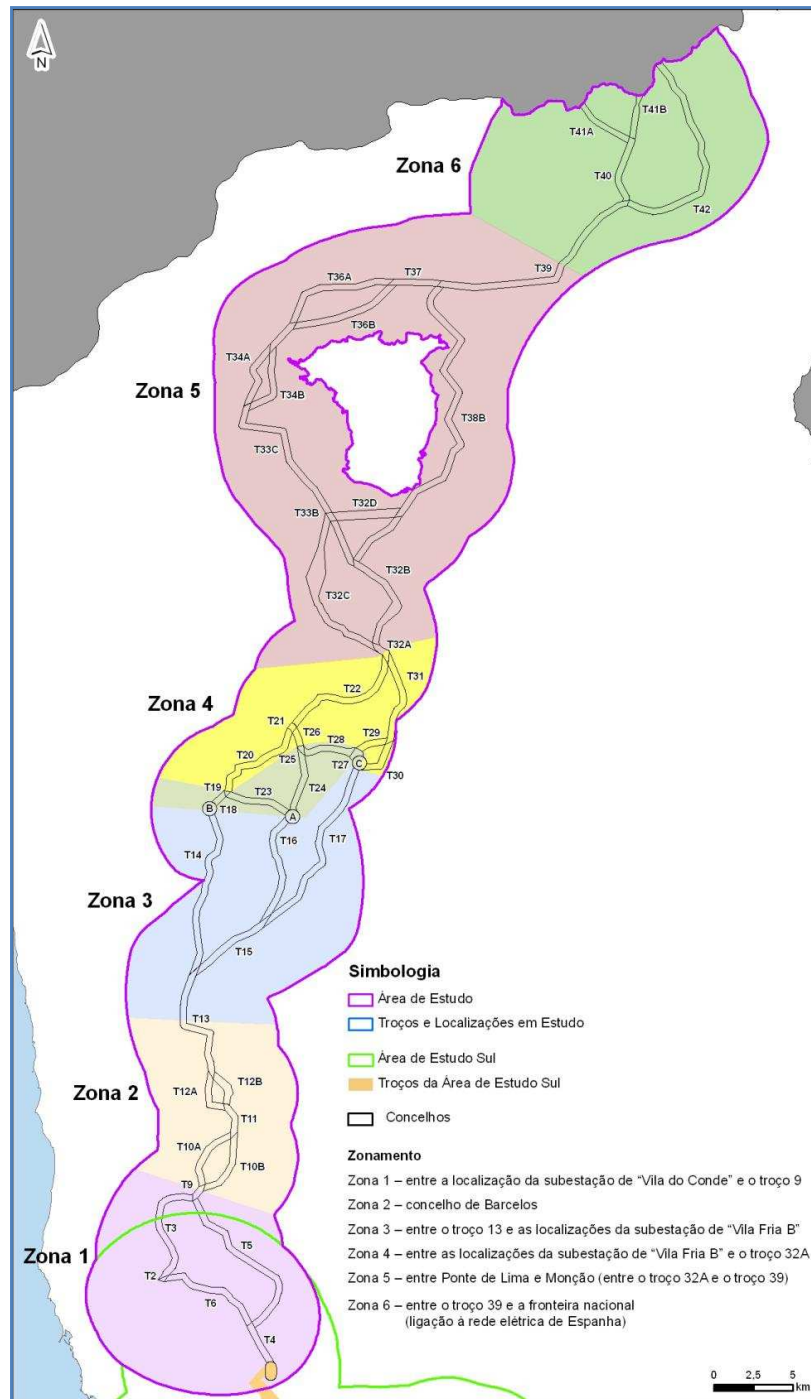 N
T41B
T41A
Zona 6
T40
T42
T39
T37
T36A
T36B
T34A
Zona 5
T34B
T38B
T33C
T32D
T33B
T32B
T32C
T32A
T31
T22
Zona 4
T21
T26
T29
T28
T25
T20
T27
C
T30
T19
T23
T24
B
T18
A
T17
T16
T14
Zona 3
T15
T13
T12B
T12A
Zona 2
T11
T10A
T10B
T9
T3
T5
Zona 1
T2
T6
T4
Simbologia
Área de Estudo
Troços e Localizações em Estudo
Área de Estudo Sul
Troços da Área de Estudo Sul
Concelhos
Zonamento
Zona 1 – entre a localização da subestação de “Vila do Conde” e o troço 9
Zona 2 – concelho de Barcelos
Zona 3 – entre o troço 13 e as localizações da subestação de “Vila Fria B”
Zona 4 – entre as localizações da subestação de “Vila Fria B” e o troço 32A
Zona 5 – entre Ponte de Lima e Monção (entre o troço 32A e o troço 39)
Zona 6 – entre o troço 39 e a fronteira nacional
(ligação à rede elétrica de Espanha)
0 2,5 5
km